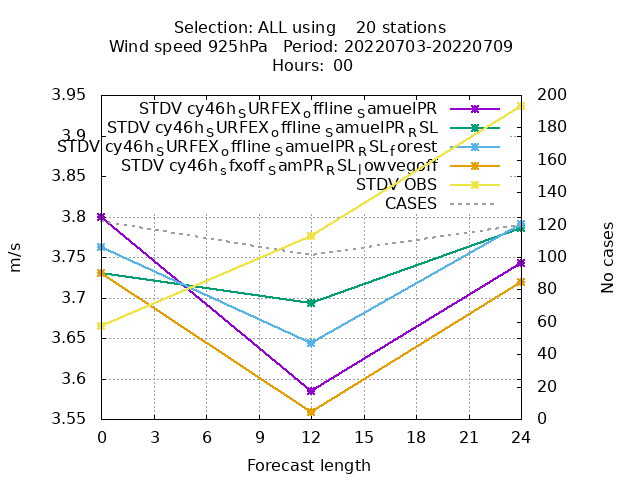 Selection: ALL using 20 stations
Wind speed 925hPa Period: 20220703-20220709
Hours: 00
3.95
3.9
3.85
3.8
3.75
3.7
3.65
3.6
3.55
m/s
STDV cy46h_SURFEX_offline_SamuelPR
STDV cy46h_SURFEX_offline_SamuelPR_RSL
STDV cy46h_SURFEX_offline_SamuelPR_RSL_forest
STDV cy46h_sfxoff_SamPR_RSL_lowvegoff
STDV OBS
CASES
200
180
160
140
120
100
80
60
40
20
0
No cases
0 3 6 9 12 15 18 21 24
Forecast length